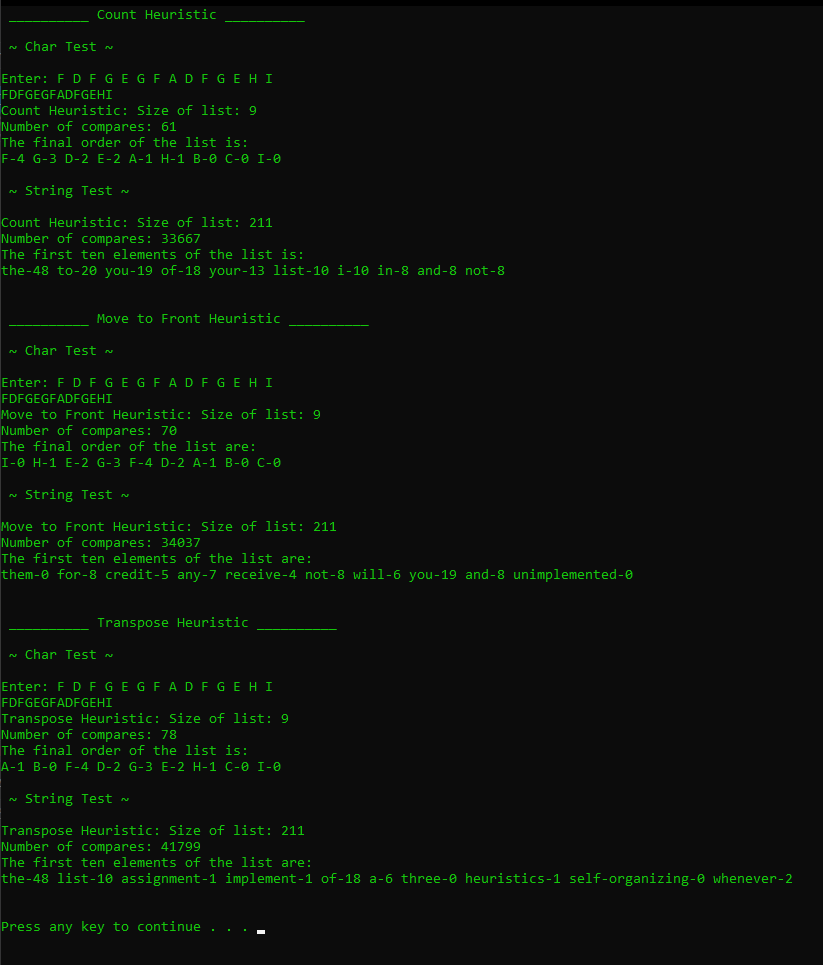 __________ Count Heuristic __________
~ Char Test ~
Enter: F D F G E G F A D F G E H I
FDFGEGFADFGEHI
Count Heuristic: Size of list: 9
Number of compares: 61
The final order of the list is:
F-4 G-3 D-2 E-2 A-1 H-1 B-0 C-0 I-0
~ String Test ~
Count Heuristic: Size of list: 211
Number of compares: 33667
The first ten elements of the list is:
the-48 to-20 you-19 of-18 your-13 list-10 i-10 in-8 and-8 not-8
__________ Move to Front Heuristic __________
~ Char Test ~
Enter: F D F G E G F A D F G E H I
FDFGEGFADFGEHI
Move to Front Heuristic: Size of list: 9
Number of compares: 70
The final order of the list are:
I-0 H-1 E-2 G-3 F-4 D-2 A-1 B-0 C-0
~ String Test ~
Move to Front Heuristic: Size of list: 211
Number of compares: 34037
The first ten elements of the list are:
them-0 for-8 credit-5 any-7 receive-4 not-8 will-6 you-19 and-8 unimplemented-0
__________ Transpose Heuristic __________
~ Char Test ~
Enter: F D F G E G F A D F G E H I
FDFGEGFADFGEHI
Transpose Heuristic: Size of list: 9
Number of compares: 78
The final order of the list is:
A-1 B-0 F-4 D-2 G-3 E-2 H-1 C-0 I-0
~ String Test ~
Transpose Heuristic: Size of list: 211
Number of compares: 41799
The first ten elements of the list are:
the-48 list-10 assignment-1 implement-1 of-18 a-6 three-0 heuristics-1 self-organizing-0 whenever-2
Press any key to continue . . .